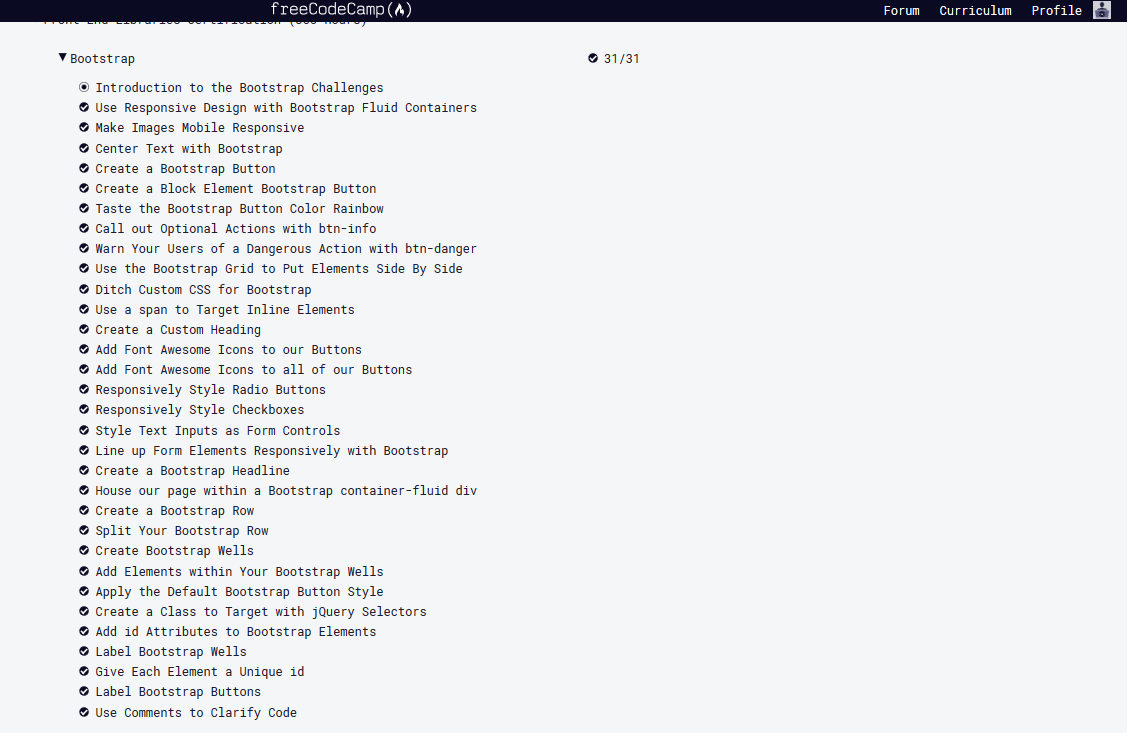 freeCodeCamp(🔥)
Forum Curriculum Profile
Front End Libraries Certification (300 hours)
▼ Bootstrap 31/31
Introduction to the Bootstrap Challenges
Use Responsive Design with Bootstrap Fluid Containers
Make Images Mobile Responsive
Center Text with Bootstrap
Create a Bootstrap Button
Create a Block Element Bootstrap Button
Taste the Bootstrap Button Color Rainbow
Call out Optional Actions with btn-info
Warn Your Users of a Dangerous Action with btn-danger
Use the Bootstrap Grid to Put Elements Side By Side
Ditch Custom CSS for Bootstrap
Use a span to Target Inline Elements
Create a Custom Heading
Add Font Awesome Icons to our Buttons
Add Font Awesome Icons to all of our Buttons
Responsively Style Radio Buttons
Responsively Style Checkboxes
Style Text Inputs as Form Controls
Line up Form Elements Responsively with Bootstrap
Create a Bootstrap Headline
House our page within a Bootstrap container-fluid div
Create a Bootstrap Row
Split Your Bootstrap Row
Create Bootstrap Wells
Add Elements within Your Bootstrap Wells
Apply the Default Bootstrap Button Style
Create a Class to Target with jQuery Selectors
Add id Attributes to Bootstrap Elements
Label Bootstrap Wells
Give Each Element a Unique id
Label Bootstrap Buttons
Use Comments to Clarify Code